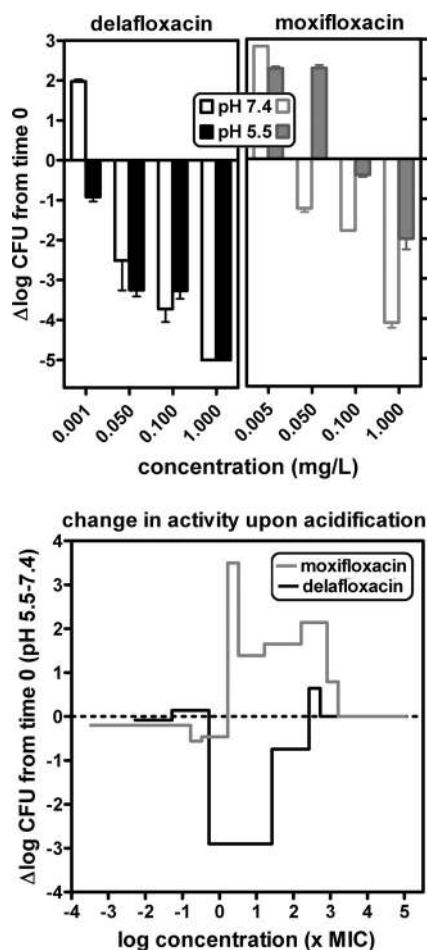 delafloxacin moxifloxacin
Δlog CFU from time 0
3
2
1
0
-1
-2
-3
-4
-5
pH 7.4
pH 5.5
0.001 0.050 0.100 1.000 0.005 0.050 0.100 1.000
concentration (mg/L)
change in activity upon acidification
Δlog CFU from time 0 (pH 5.5-7.4)
4
3
2
1
0
-1
-2
-3
-4
moxifloxacin
delafloxacin
-4 -3 -2 -1 0 1 2 3 4 5
log concentration (x MIC)